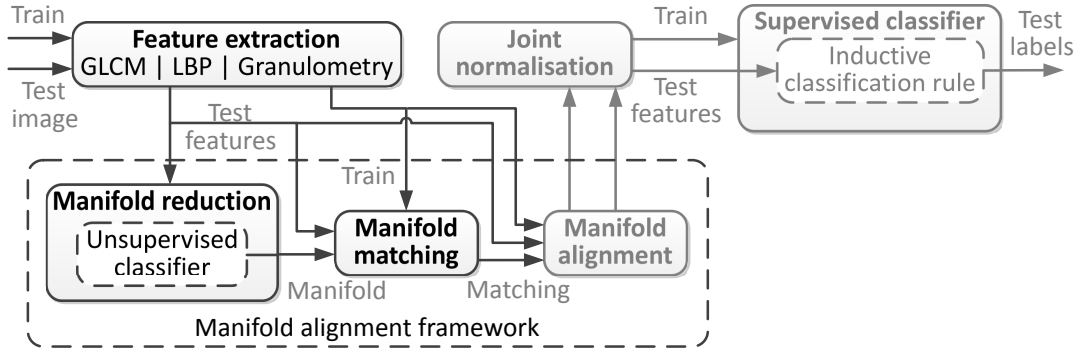 Train
Feature extraction
GLCM | LBP | Granulometry
Test
image
Joint
normalisation
Train
Test
features
Supervised classifier
Inductive
classification rule
Test
labels
Test
features
Train
Manifold reduction
Unsupervised
classifier
Manifold
matching
Manifold
alignment
Manifold
Matching
Manifold alignment framework